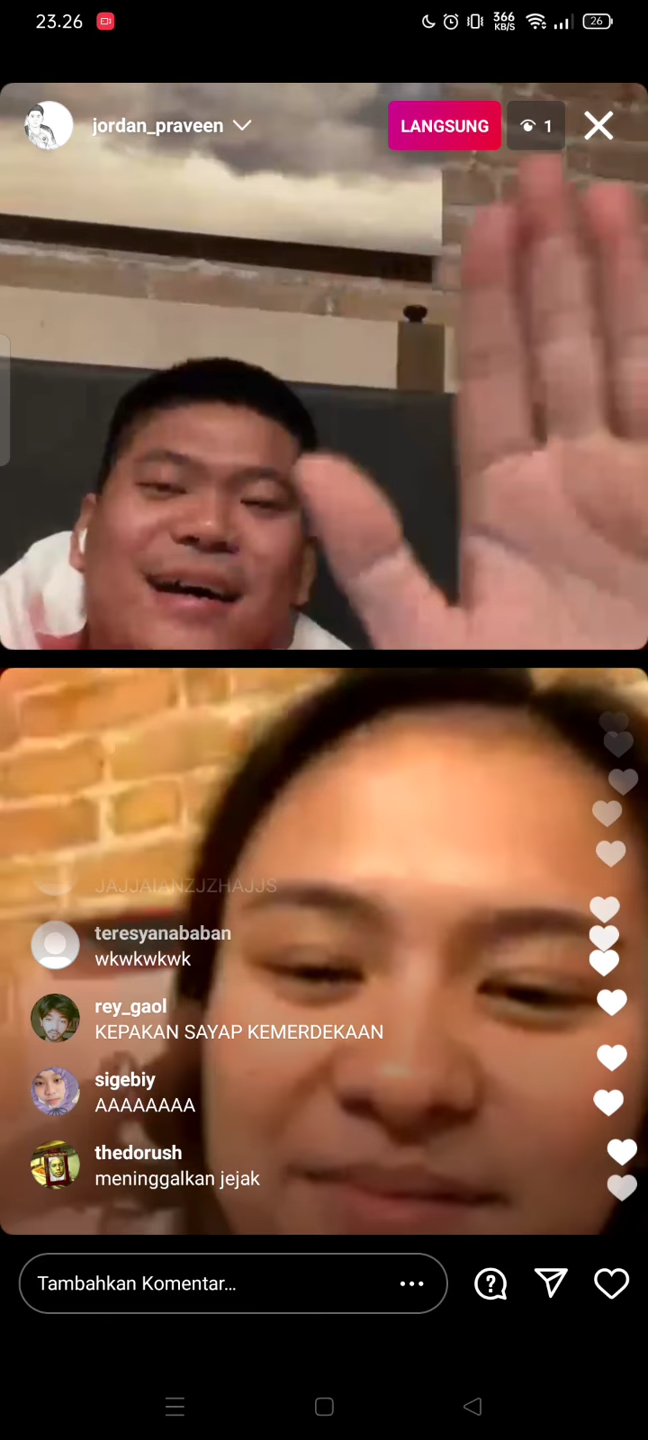 23.26
366
KB/S
26
jordan_praveen
LANGSUNG
1
JAJJAIANZJZHAJJS
teresyanababan
wkwkwkwk
rey_gaol
KEPAKAN SAYAP KEMERDEKAAN
sigebiy
AAAAAAAA
thedorush
meninggalkan jejak
Tambahkan Komentar...